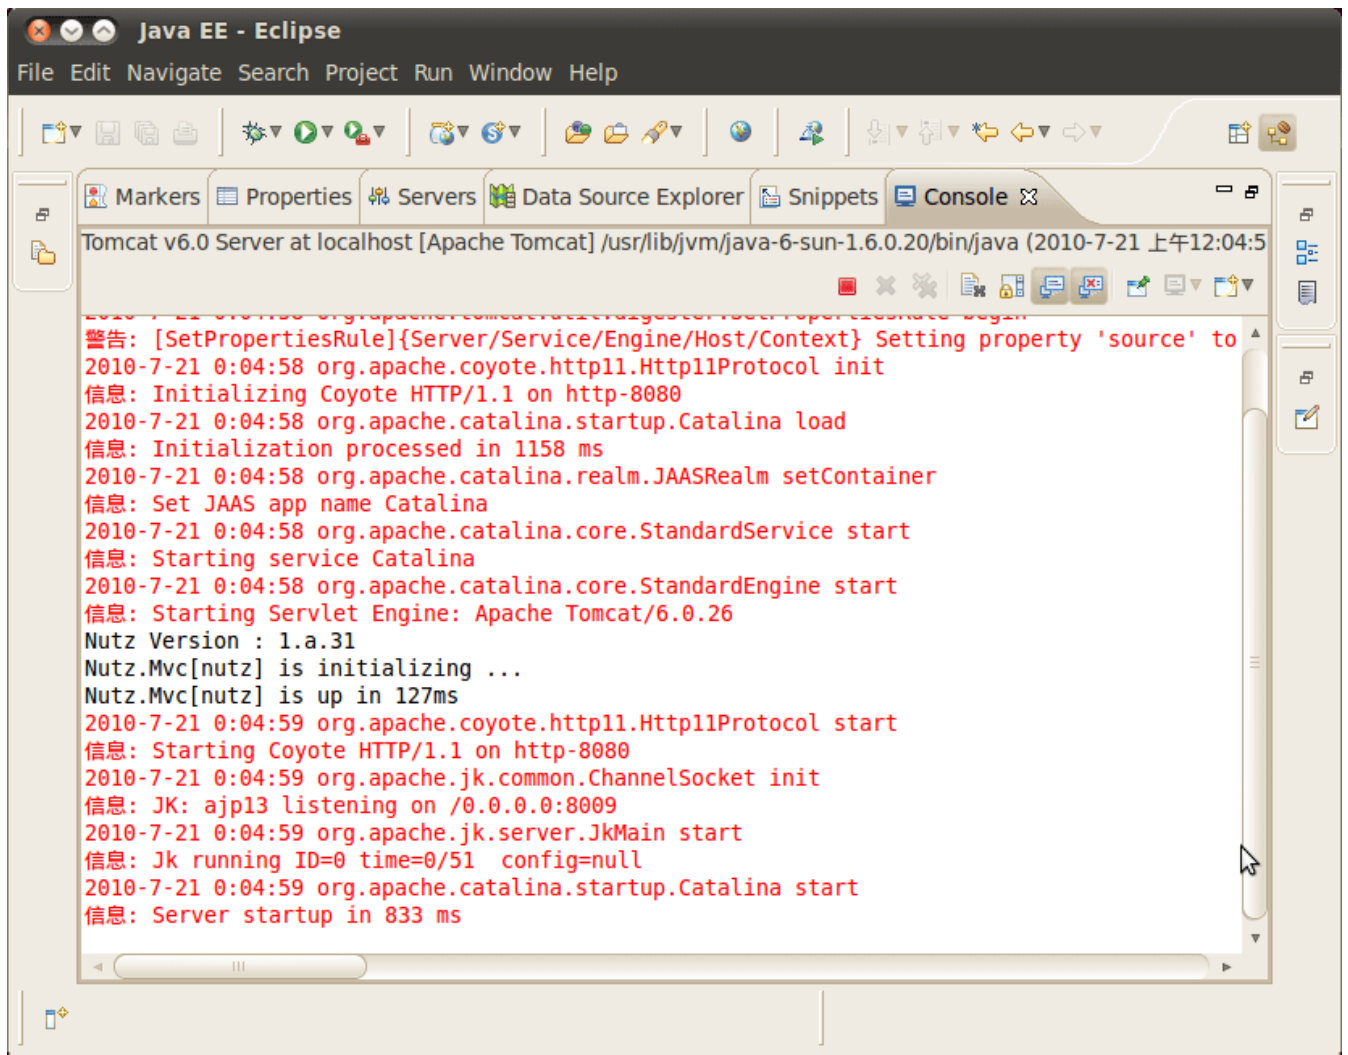 Java EE - Eclipse
File Edit Navigate Search Project Run Window Help
Markers Properties Servers Data Source Explorer Snippets Console
Tomcat v6.0 Server at localhost [Apache Tomcat] /usr/lib/jvm/java-6-sun-1.6.0.20/bin/java (2010-7-21 上午12:04:5
2010-7-21 0:04:58 org.apache.tomcat.util.digester.SetPropertiesRule begin
警告: [SetPropertiesRule]{Server/Service/Engine/Host/Context} Setting property 'source' to
2010-7-21 0:04:58 org.apache.coyote.http11.Http11Protocol init
信息: Initializing Coyote HTTP/1.1 on http-8080
2010-7-21 0:04:58 org.apache.catalina.startup.Catalina load
信息: Initialization processed in 1158 ms
2010-7-21 0:04:58 org.apache.catalina.realm.JAASRealm setContainer
信息: Set JAAS app name Catalina
2010-7-21 0:04:58 org.apache.catalina.core.StandardService start
信息: Starting service Catalina
2010-7-21 0:04:58 org.apache.catalina.core.StandardEngine start
信息: Starting Servlet Engine: Apache Tomcat/6.0.26
Nutz Version : 1.a.31
Nutz.Mvc[nutz] is initializing ...
Nutz.Mvc[nutz] is up in 127ms
2010-7-21 0:04:59 org.apache.coyote.http11.Http11Protocol start
信息: Starting Coyote HTTP/1.1 on http-8080
2010-7-21 0:04:59 org.apache.jk.common.ChannelSocket init
信息: JK: ajp13 listening on /0.0.0.0:8009
2010-7-21 0:04:59 org.apache.jk.server.JkMain start
信息: Jk running ID=0 time=0/51  config=null
2010-7-21 0:04:59 org.apache.catalina.startup.Catalina start
信息: Server startup in 833 ms